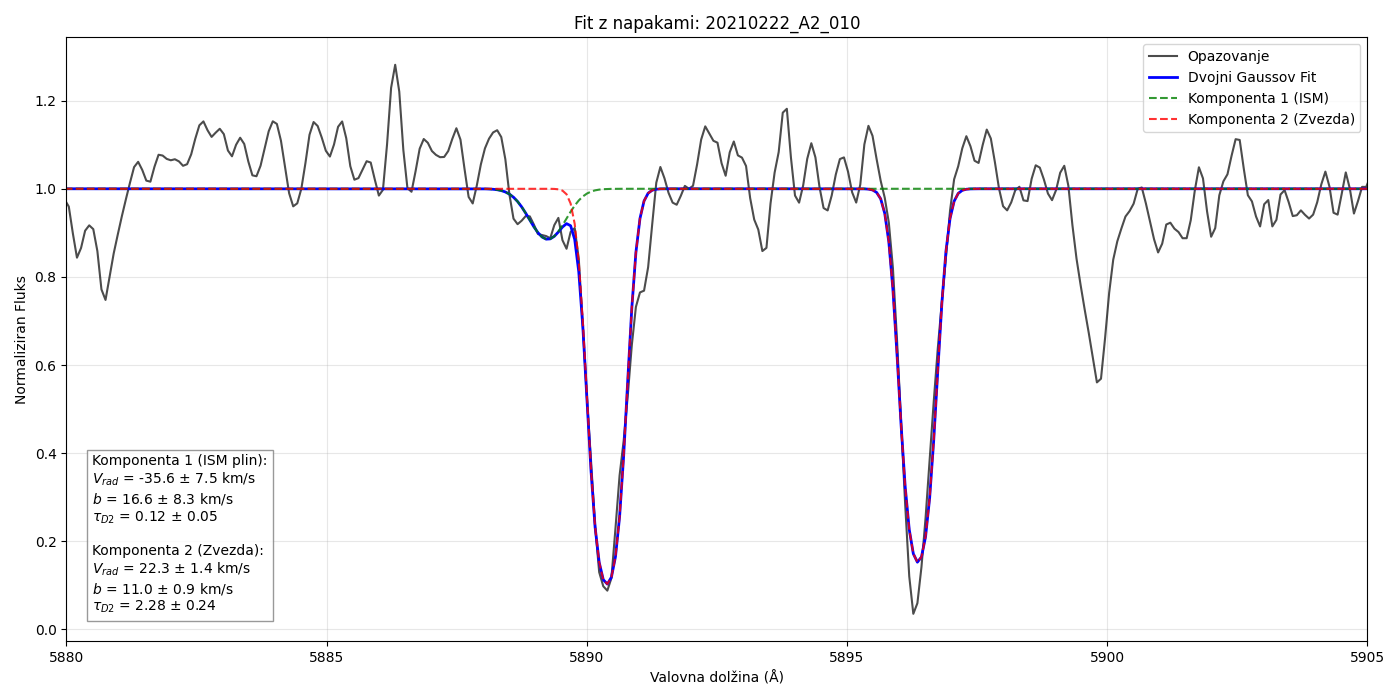 Fit z napakami: 20210222_A2_010
Normaliziran Fluks
1.2
1.0
0.8
0.6
0.4
0.2
0.0
Opazovanje
Dvojni Gaussov Fit
Komponenta 1 (ISM)
Komponenta 2 (Zvezda)
Komponenta 1 (ISM plin):
V_rad = -35.6 ± 7.5 km/s
b = 16.6 ± 8.3 km/s
τ_D2 = 0.12 ± 0.05
Komponenta 2 (Zvezda):
V_rad = 22.3 ± 1.4 km/s
b = 11.0 ± 0.9 km/s
τ_D2 = 2.28 ± 0.24
5880 5885 5890 5895 5900 5905
Valovna dolžina (Å)